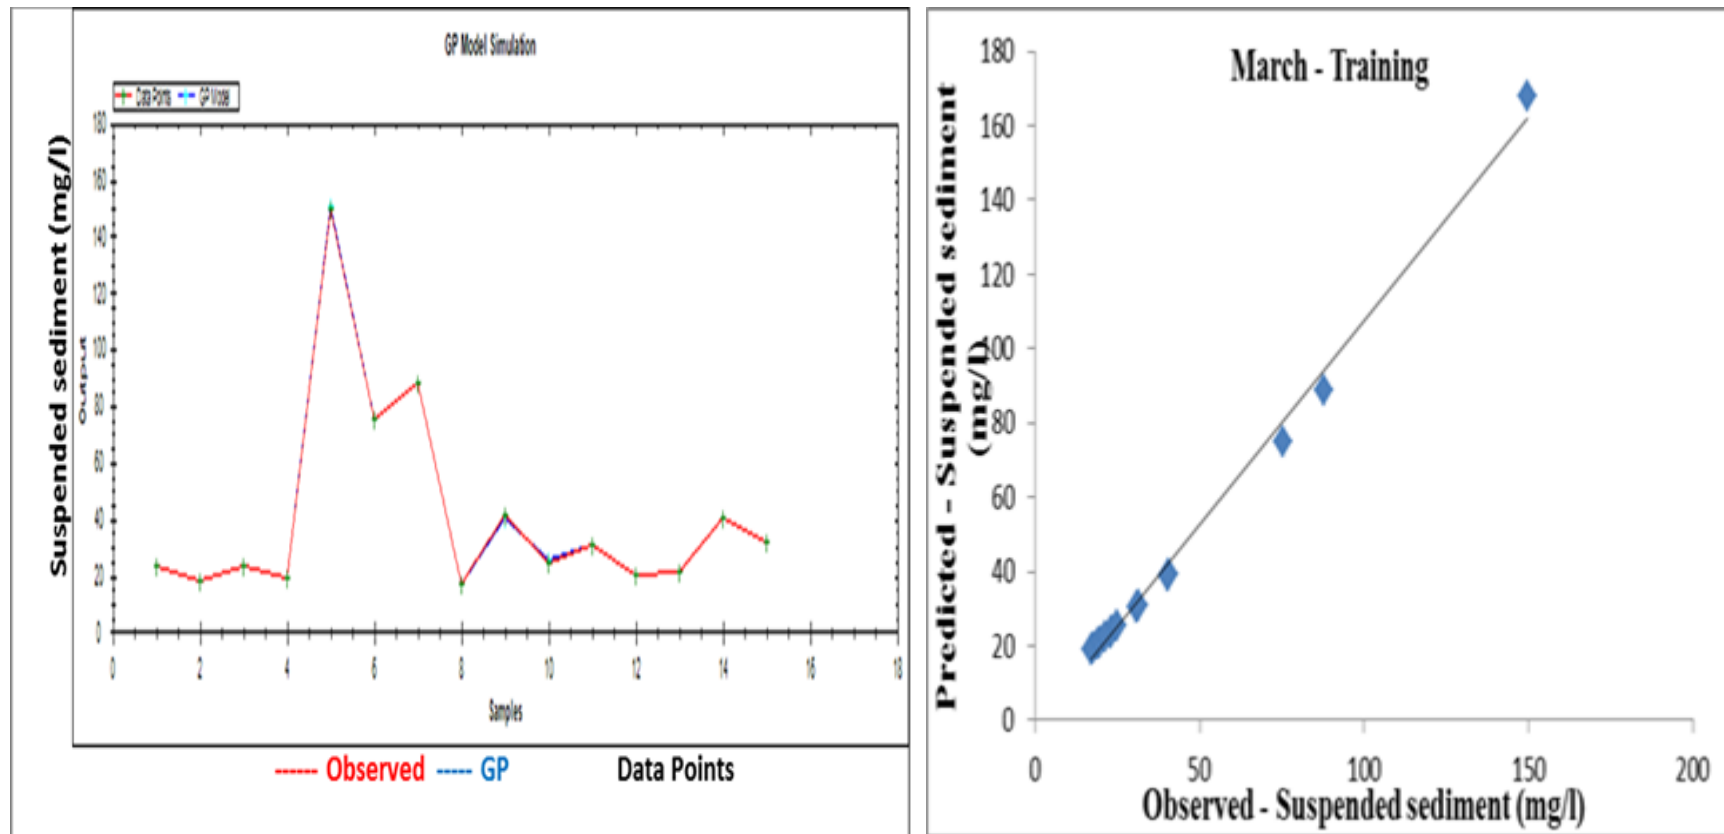 GP Model Simulation
Data Points GP Model
Suspended sediment (mg/l)
Output
180
160
140
120
100
80
60
40
20
0
0 2 4 6 8 10 12 14 16 18
Samples
------ Observed ----- GP Data Points
March - Training
Predicted - Suspended sediment
(mg/l)
180
160
140
120
100
80
60
40
20
0
0 50 100 150 200
Observed - Suspended sediment (mg/l)